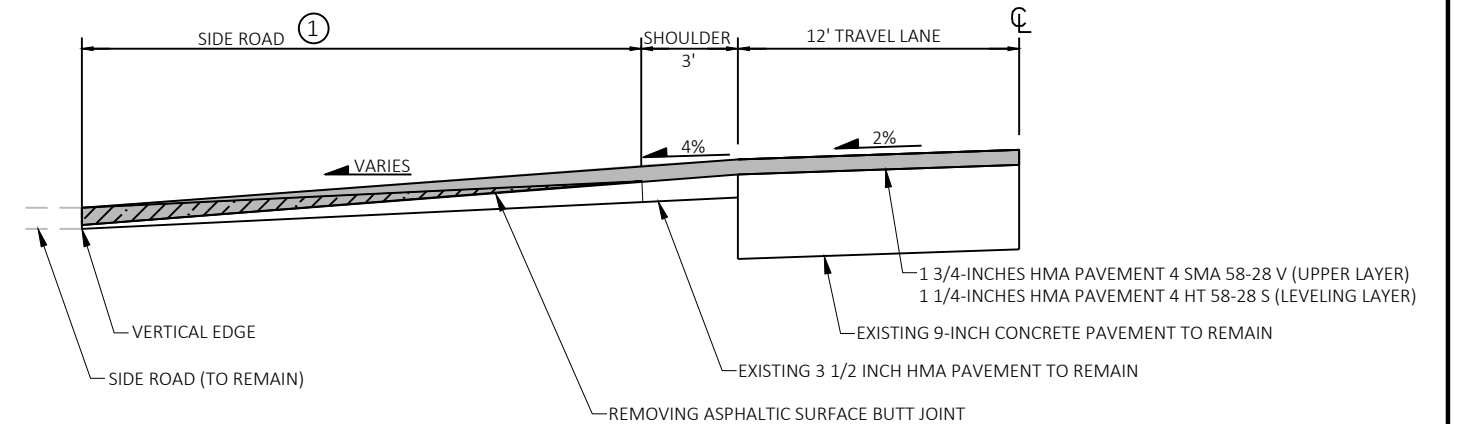 ℄
SIDE ROAD 1
SHOULDER
3'
12' TRAVEL LANE
VARIES
4%
2%
1 3/4-INCHES HMA PAVEMENT 4 SMA 58-28 V (UPPER LAYER)
1 1/4-INCHES HMA PAVEMENT 4 HT 58-28 S (LEVELING LAYER)
VERTICAL EDGE
EXISTING 9-INCH CONCRETE PAVEMENT TO REMAIN
SIDE ROAD (TO REMAIN)
EXISTING 3 1/2 INCH HMA PAVEMENT TO REMAIN
REMOVING ASPHALTIC SURFACE BUTT JOINT